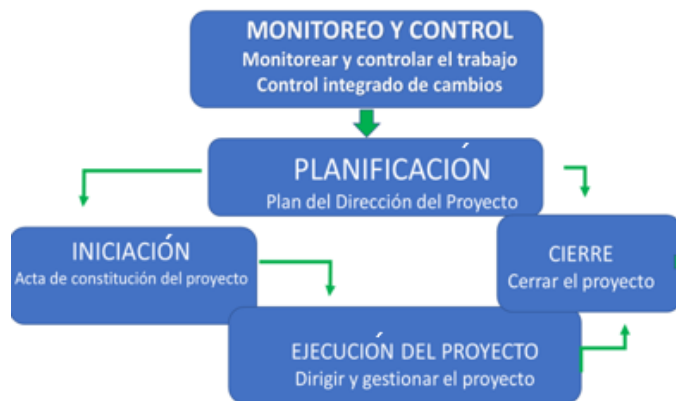 MONITOREO Y CONTROL
Monitorear y controlar el trabajo
Control integrado de cambios
PLANIFICACIÓN
Plan del Dirección del Proyecto
INICIACIÓN
Acta de constitución del proyecto
CIERRE
Cerrar el proyecto
EJECUCIÓN DEL PROYECTO
Dirigir y gestionar el proyecto